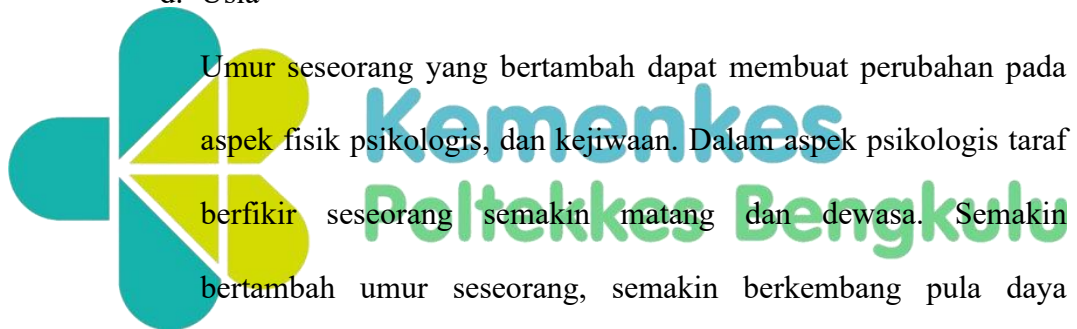 d. Usia
Umur seseorang yang bertambah dapat membuat perubahan pada
Kemenkes
aspek fisik psikologis, dan kejiwaan. Dalam aspek psikologis taraf
Poltekkes Bengkulu
berfikir seseorang semakin matang dan dewasa. Semakin
bertambah umur seseorang, semakin berkembang pula daya